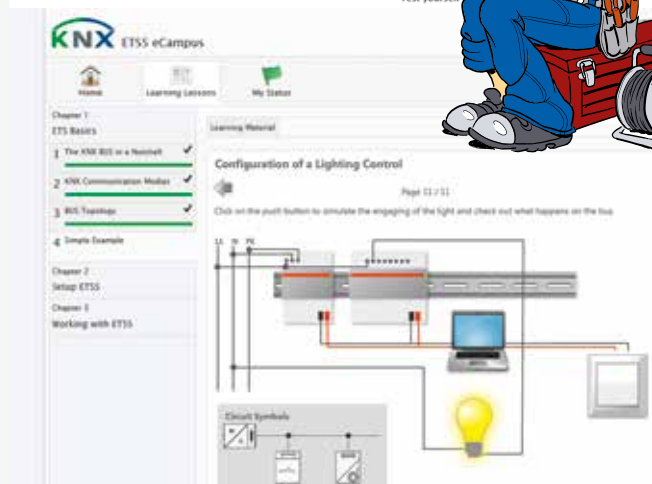 Test yourself
KNX ETS5 eCampus
Home
Learning Lessons
My Status
Chapter 1
ETS Basics
1 The KNX BUS in a Nutshell
2 KNX Communication Medias
3 BUS Topology
4 Simple Example
Chapter 2
Setup ETS5
Chapter 3
Working with ETS5
Learning Material
Configuration of a Lighting Control
Page 11 / 11
Click on the push button to simulate the engaging of the light and check out what happens on the bus
L1 N PE
Circuit Symbols